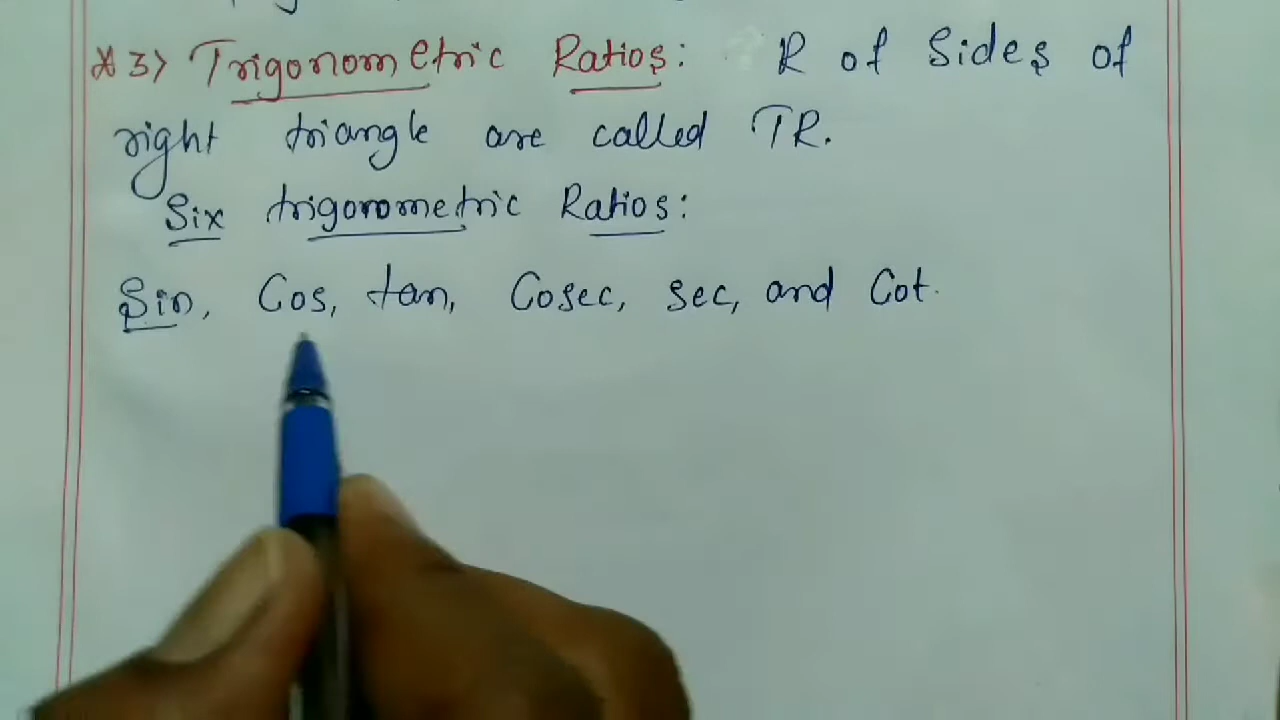 * 3> Trigonometric Ratios: R of Sides of
right triangle are called TR.
Six trigonometric Ratios:
Sin, Cos, tan, Cosec, sec, and Cot.